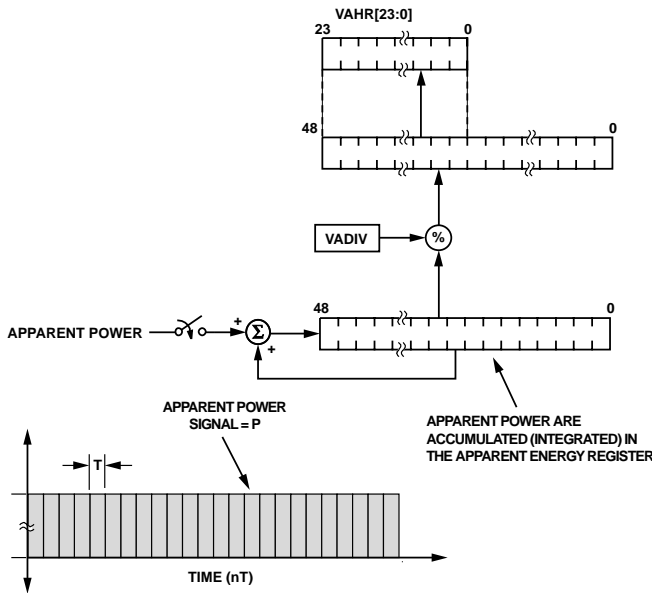 VAHR[23:0]
23 0
48 0
VADIV %
48 0
APPARENT POWER + Σ
+
APPARENT POWER
SIGNAL = P
APPARENT POWER ARE
ACCUMULATED (INTEGRATED) IN
THE APPARENT ENERGY REGISTER
T
TIME (nT)